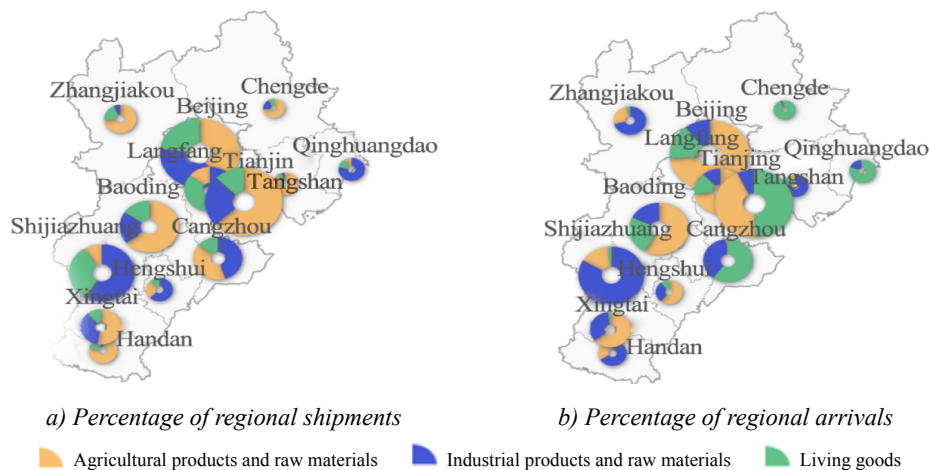 Zhangjiakou
Chengde
Beijing
Qinghuangdao
Langfang
Tianjin
Tangshan
Baoding
Shijiazhuang
Cangzhou
Hengshui
Xingtai
Handan
a) Percentage of regional shipments
Zhangjiakou
Chengde
Beijing
Langfang
Qinghuangdao
Tianjing
Tangshan
Baoding
Shijiazhuang
Cangzhou
Hengshui
Xingtai
Handan
b) Percentage of regional arrivals
Agricultural products and raw materials
Industrial products and raw materials
Living goods